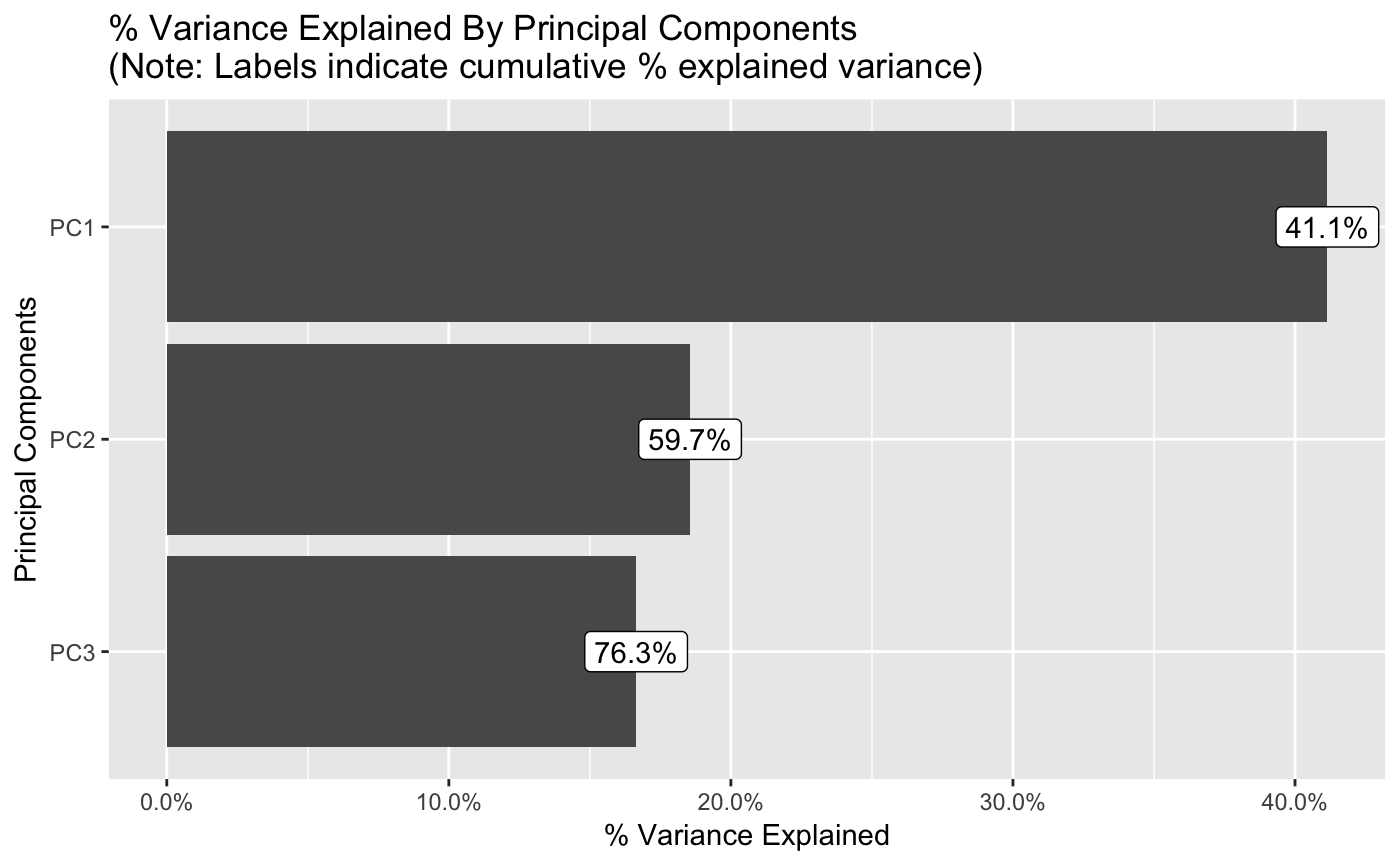 % Variance Explained By Principal Components
(Note: Labels indicate cumulative % explained variance)
Principal Components
PC1
41.1%
PC2
59.7%
PC3
76.3%
0.0%
10.0%
20.0%
30.0%
40.0%
% Variance Explained